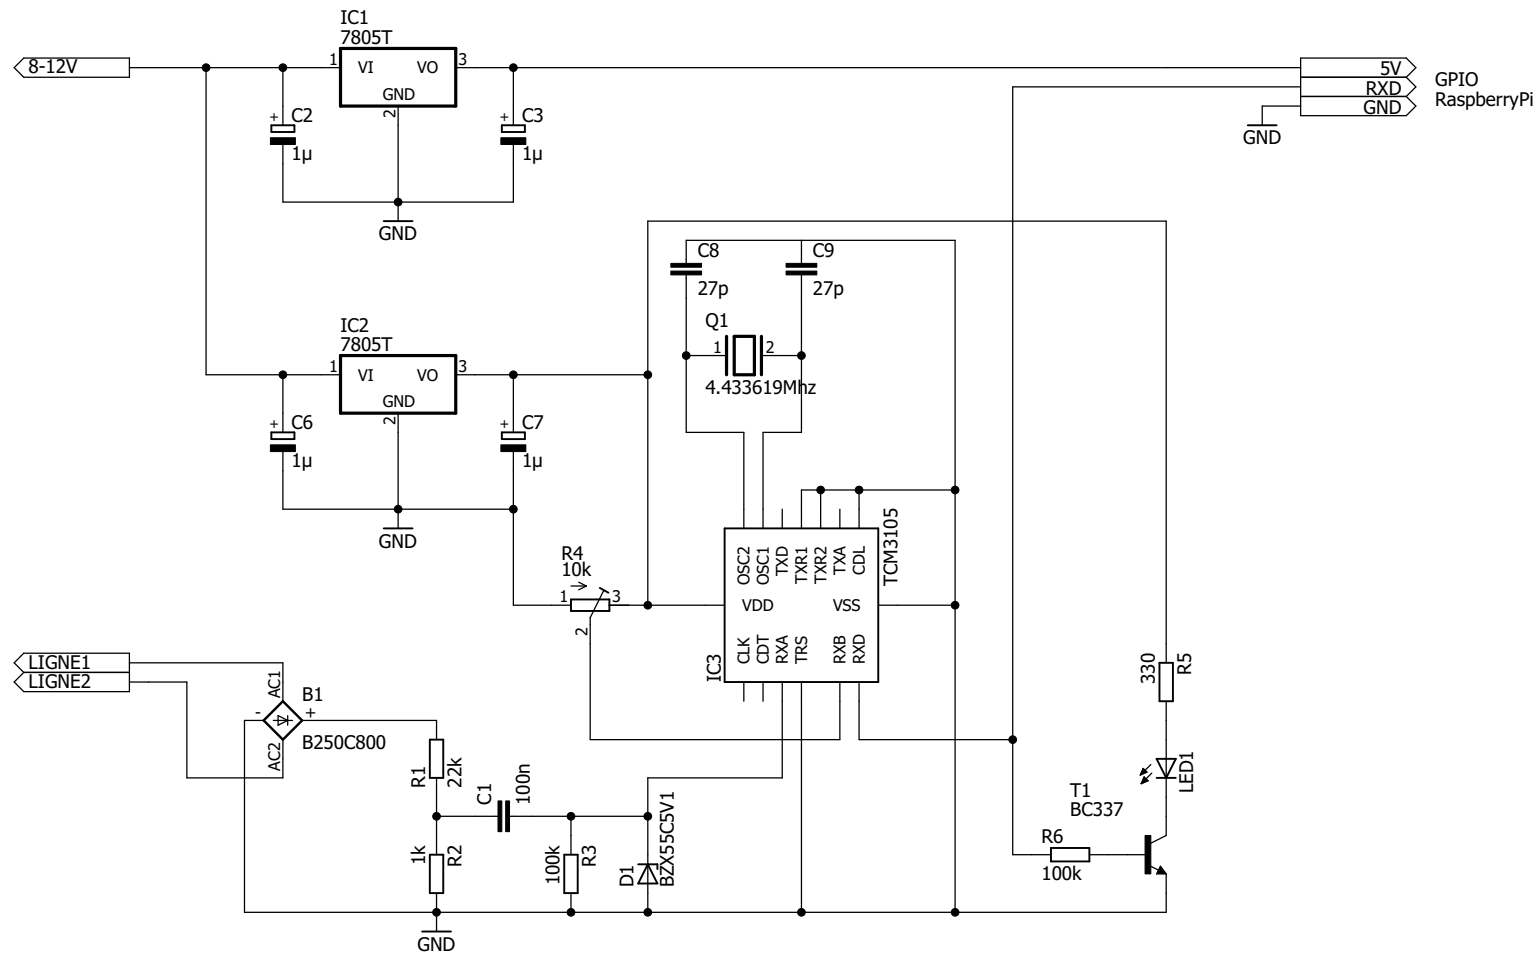 IC1
7805T
8-12V
1
VI
VO
3
GND
2
+
C2
1µ
+
C3
1µ
GND
5V
RXD
GND
GPIO
RaspberryPi
GND
C8
27p
C9
27p
Q1
1
2
4.433619Mhz
IC2
7805T
1
VI
VO
3
GND
2
+
C6
1µ
+
C7
1µ
GND
R4
10k
1
3
2
OSC2
OSC1
TXD
TXR1
TXR2
TXA
CDL
TCM3105
VDD
VSS
CLK
CDT
RXA
TRS
RXB
RXD
IC3
LIGNE1
LIGNE2
AC1
B1
-
+
AC2
B250C800
R1
22k
C1
100n
1k
R2
100k
R3
D1
BZX55C5V1
GND
330
R5
LED1
T1
BC337
R6
100k